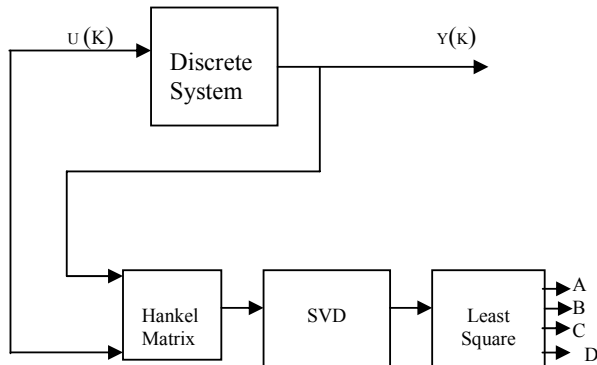 U (K)
Y(K)
Discrete
System
Hankel
Matrix
SVD
Least
Square
A
B
C
D